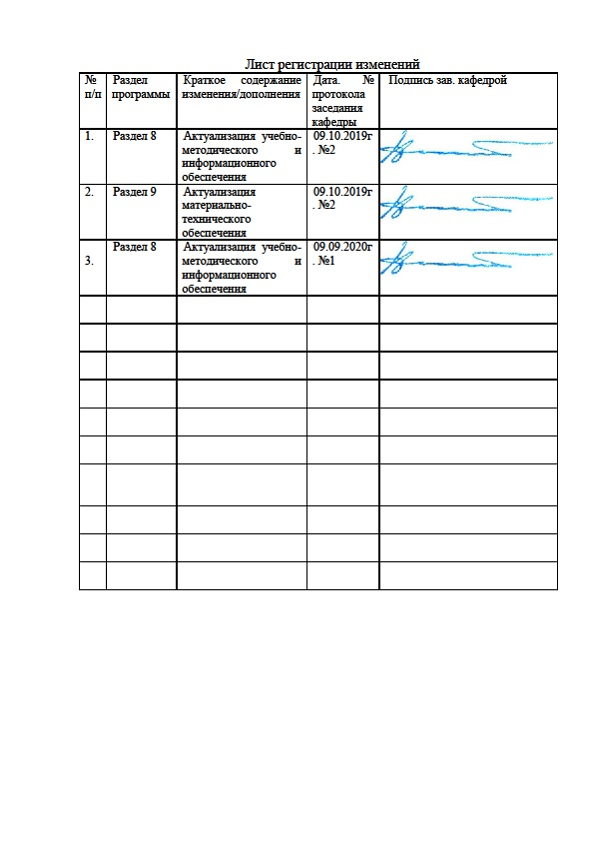 Лист регистрации изменений
№ Раздел Краткое содержание Дата. № Подпись зав. кафедрой
п/п программы изменения/дополнения протокола
заседания
кафедры
1. Раздел 8 Актуализация учебно- 09.10.2019г
методического и . №2
информационного
обеспечения
2. Раздел 9 Актуализация 09.10.2019г
материально- . №2
технического
обеспечения
Раздел 8 Актуализация учебно- 09.09.2020г
3. методического и . №1
информационного
обеспечения